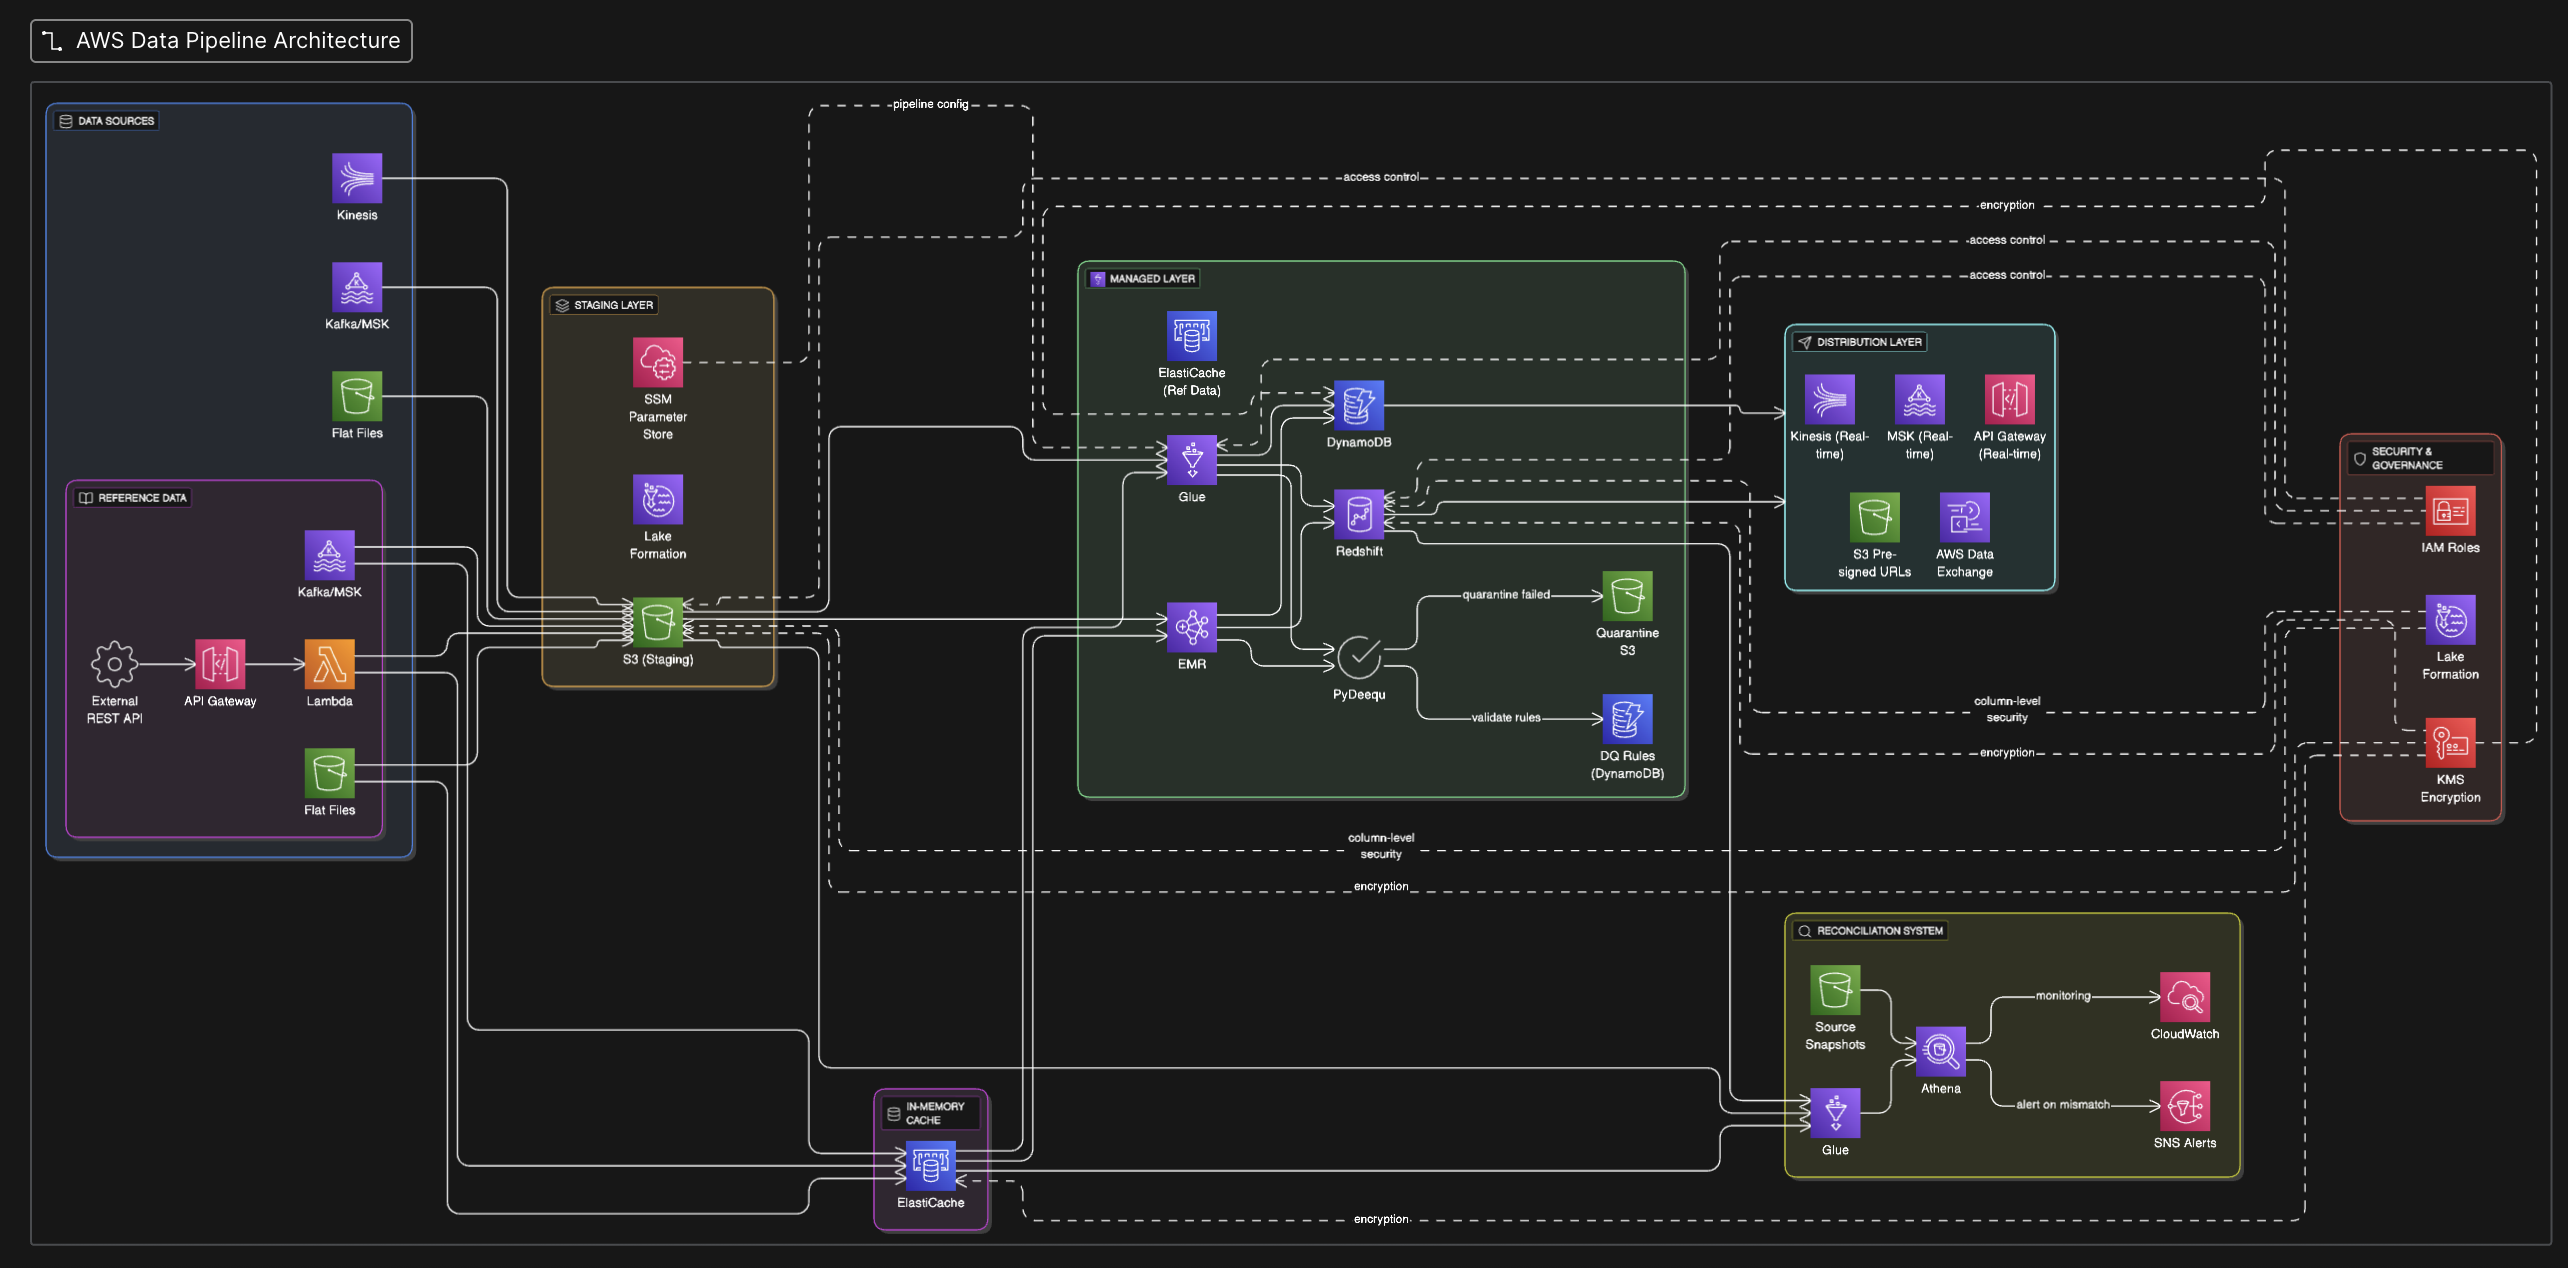 AWS Data Pipeline Architecture
DATA SOURCES
Kinesis
Kafka/MSK
Flat Files
REFERENCE DATA
Kafka/MSK
External
REST API
API Gateway
Lambda
Flat Files
STAGING LAYER
SSM
Parameter
Store
Lake
Formation
S3 (Staging)
pipeline config
access control
encryption
access control
access control
MANAGED LAYER
ElastiCache
(Ref Data)
Glue
EMR
DynamoDB
Redshift
PyDeequ
quarantine failed
validate rules
Quarantine
S3
DQ Rules
(DynamoDB)
DISTRIBUTION LAYER
Kinesis (Real-
time)
MSK (Real-
time)
API Gateway
(Real-time)
S3 Pre-
signed URLs
AWS Data
Exchange
SECURITY &
GOVERNANCE
IAM Roles
Lake
Formation
KMS
Encryption
column-level
security
encryption
column-level
security
encryption
RECONCILIATION SYSTEM
Source
Snapshots
Glue
Athena
monitoring
alert on mismatch
CloudWatch
SNS Alerts
IN-MEMORY
CACHE
ElastiCache
encryption